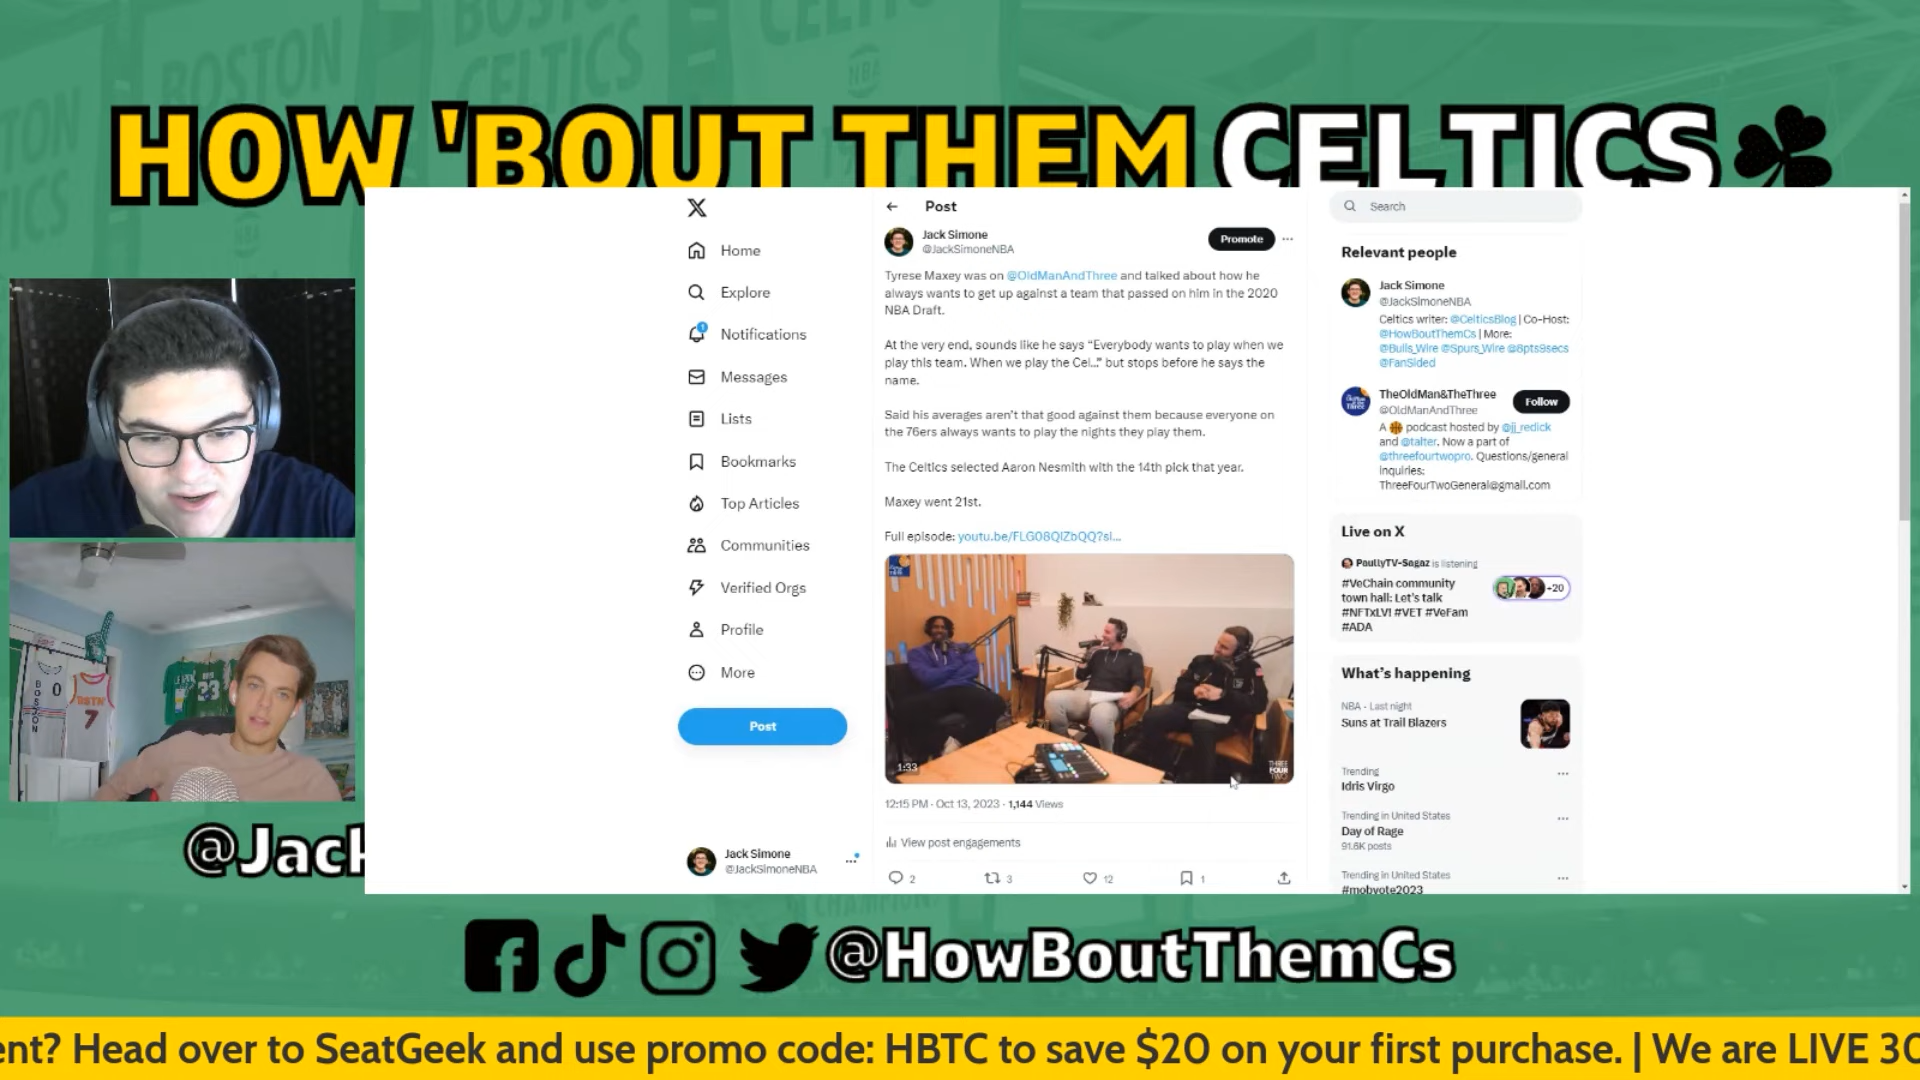 HOW 'BOUT THEM CELTICS
X
Home
Explore
Notifications
Messages
Lists
Bookmarks
Top Articles
Communities
Verified Orgs
Profile
More
Post
Jack Simone
@JackSimoneNBA
Post
Jack Simone
@JackSimoneNBA
Promote
Tyrese Maxey was on @OldManAndThree and talked about how he
always wants to get up against a team that passed on him in the 2020
NBA Draft.
At the very end, sounds like he says “Everybody wants to play when we
play this team. When we play the Cel...” but stops before he says the
name.
Said his averages aren't that good against them because everyone on
the 76ers always wants to play the nights they play them.
The Celtics selected Aaron Nesmith with the 14th pick that year.
Maxey went 21st.
Full episode: youtu.be/FLG08QIZbQQ?si...
1:33
THREE
FOUR
TWO
12:15 PM · Oct 13, 2023 · 1,144 Views
View post engagements
2 3 12 1
Search
Relevant people
Jack Simone
@JackSimoneNBA
Celtics writer: @CelticsBlog | Co-Host:
@HowBoutThemCs | More:
@Bulls_Wire @Spurs_Wire @8pts9secs
@FanSided
TheOldMan&TheThree
@OldManAndThree
Follow
A 🏀 podcast hosted by @jj_redick
and @talter. Now a part of
@threefourtwopro. Questions/general
inquiries:
ThreeFourTwoGeneral@gmail.com
Live on X
PaullyTV-Sagaz is listening
#VeChain community
town hall: Let's talk
#NFTxLV! #VET #VeFam
#ADA
+20
What's happening
NBA · Last night
Suns at Trail Blazers
Trending
Idris Virgo
Trending in United States
Day of Rage
91.6K posts
Trending in United States
#mobvote2023
BOSTON
0
BSTN
7
33
@Jack
@HowBoutThemCs
ent? Head over to SeatGeek and use promo code: HBTC to save $20 on your first purchase. | We are LIVE 30